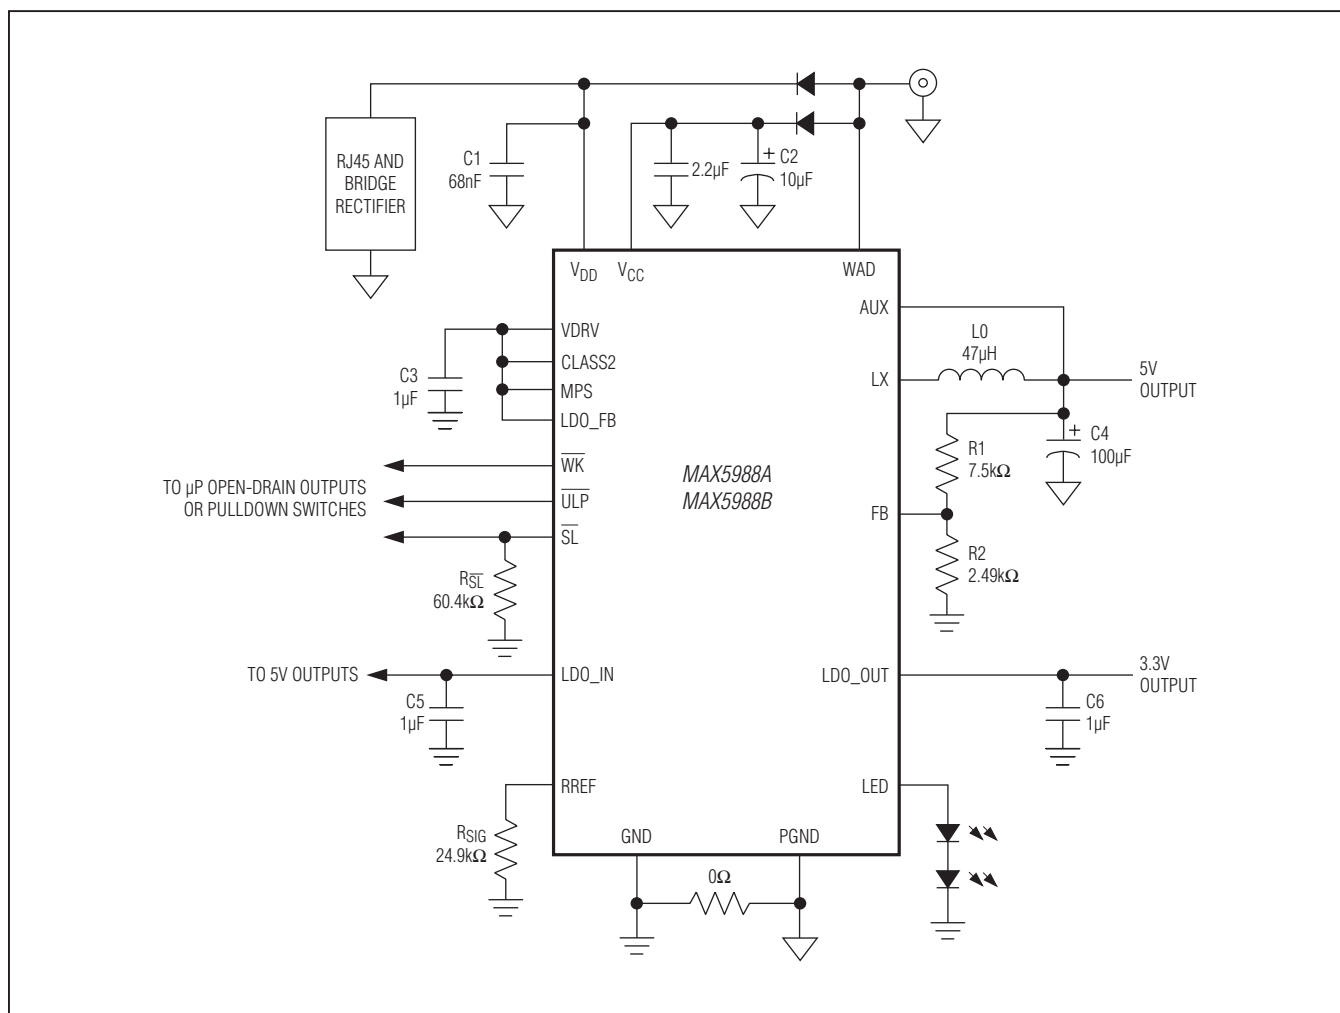 RJ45 AND
BRIDGE
RECTIFIER
C1
68nF
2.2µF
+
C2
10µF
VDD
VCC
WAD
VDRV
CLASS2
MPS
LDO_FB
WK
ULP
SL
LDO_IN
RREF
GND
PGND
AUX
LX
FB
LDO_OUT
LED
MAX5988A
MAX5988B
C3
1µF
TO µP OPEN-DRAIN OUTPUTS
OR PULLDOWN SWITCHES
RSL
60.4kΩ
TO 5V OUTPUTS
C5
1µF
RSIG
24.9kΩ
0Ω
L0
47µH
5V
OUTPUT
+
C4
100µF
R1
7.5kΩ
R2
2.49kΩ
3.3V
OUTPUT
C6
1µF